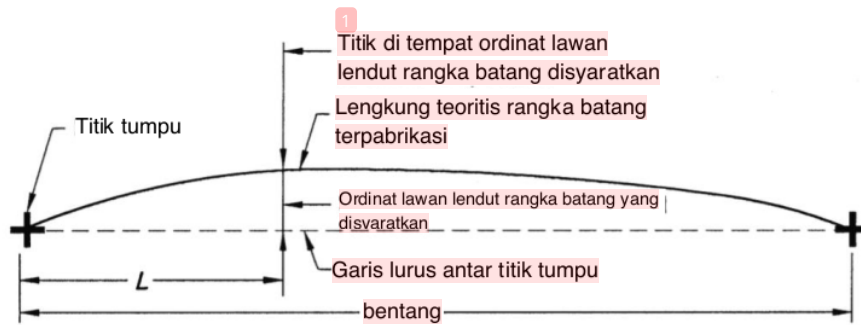 1
Titik di tempat ordinat lawan
lendut rangka batang disyaratkan
Lengkung teoritis rangka batang
terpabrikasi
Titik tumpu
Ordinat lawan lendut rangka batang yang
disvaratkan
Garis lurus antar titik tumpu
L
bentang